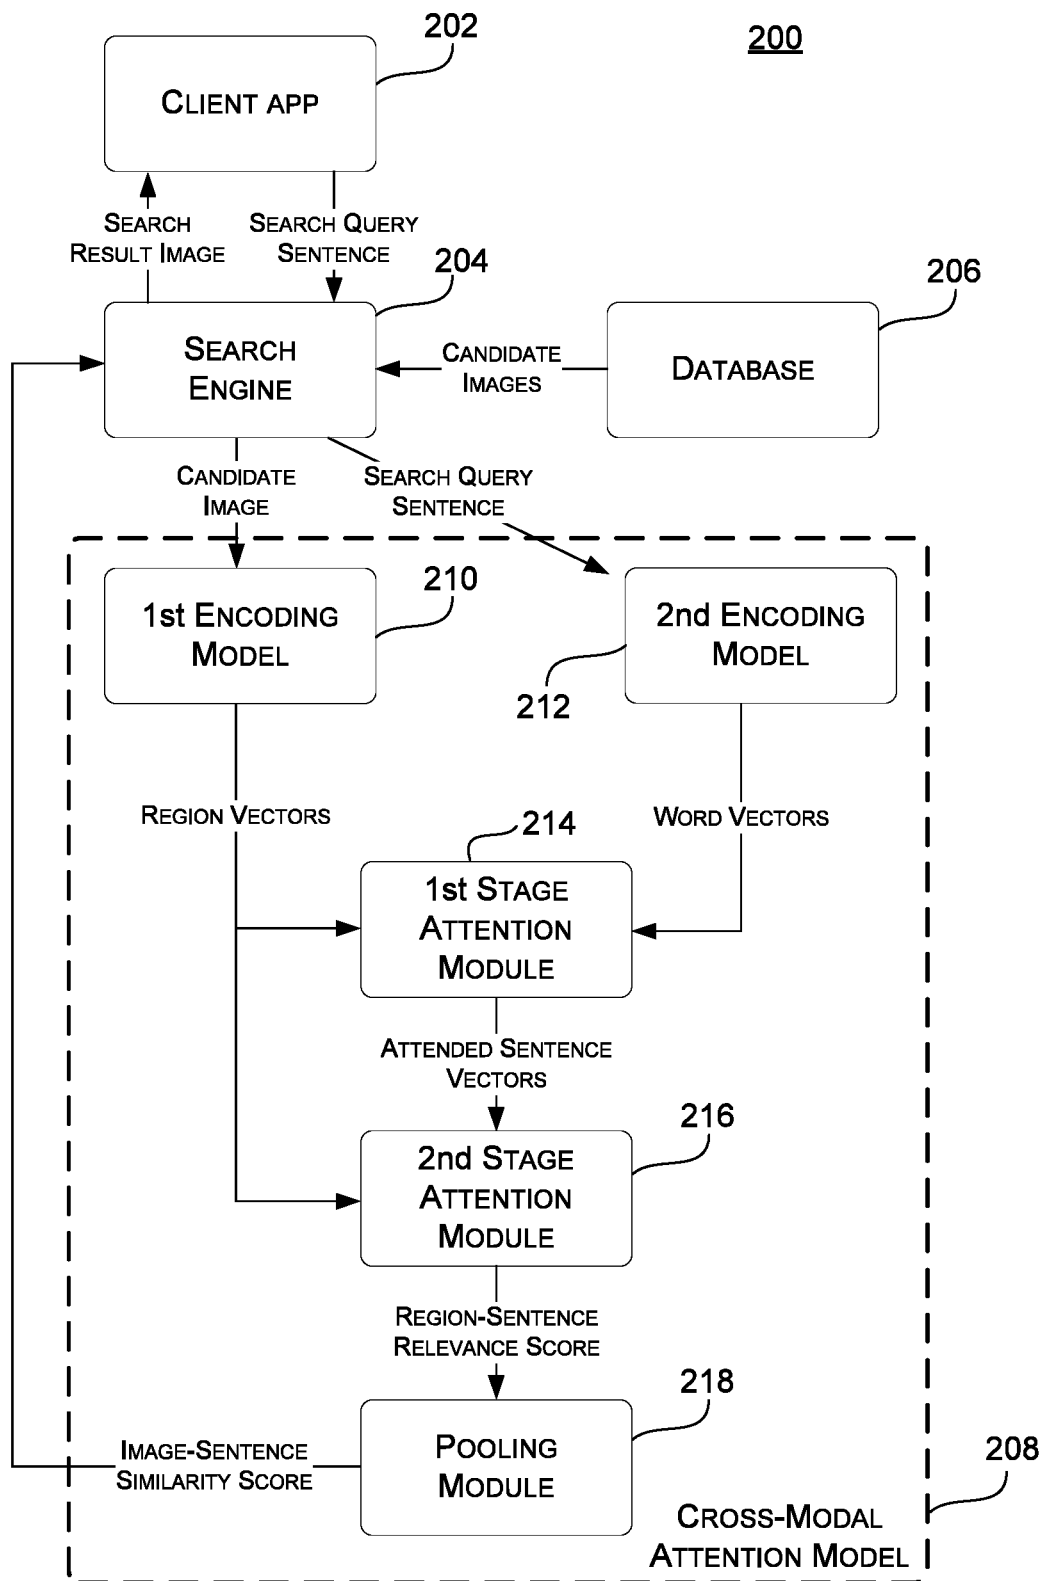 202
200
CLIENT APP
SEARCH
RESULT IMAGE
SEARCH QUERY
SENTENCE
204
206
SEARCH
ENGINE
CANDIDATE
IMAGES
DATABASE
CANDIDATE
IMAGE
SEARCH QUERY
SENTENCE
210
1st ENCODING
MODEL
2nd ENCODING
MODEL
212
REGION VECTORS
WORD VECTORS
214
1st STAGE
ATTENTION
MODULE
ATTENDED SENTENCE
VECTORS
216
2nd STAGE
ATTENTION
MODULE
REGION-SENTENCE
RELEVANCE SCORE
218
POOLING
MODULE
IMAGE-SENTENCE
SIMILARITY SCORE
208
CROSS-MODAL
ATTENTION MODEL